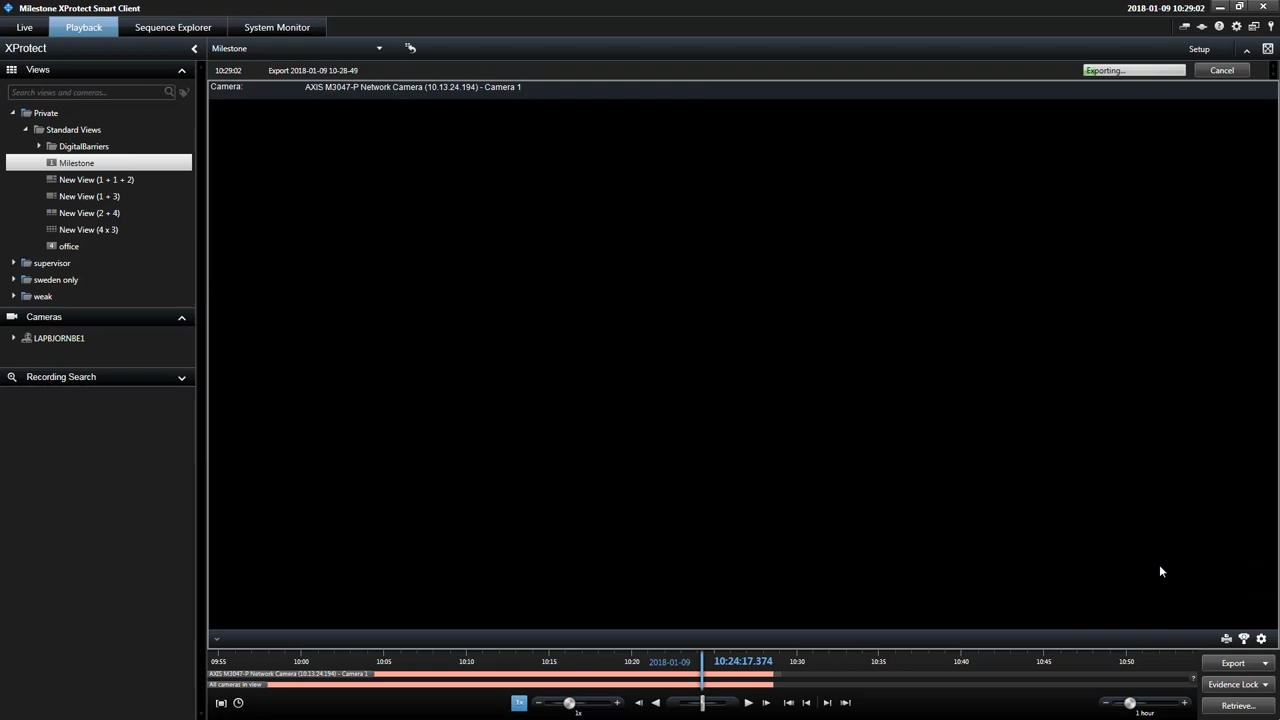 Milestone XProtect Smart Client
2018-01-09 10:29:02
Live
Playback
Sequence Explorer
System Monitor
XProtect
Milestone
Setup
Views
10:29:02
Export 2018-01-09 10-28-49
Exporting...
Cancel
Search views and cameras...
Camera:
AXIS M3047-P Network Camera (10.13.24.194) - Camera 1
Private
Standard Views
DigitalBarriers
1 Milestone
New View (1 + 1 + 2)
New View (1 + 3)
New View (2 + 4)
New View (4 x 3)
4 office
supervisor
sweden only
weak
Cameras
LAPBJORNBE1
Recording Search
09:55
10:00
10:05
10:10
10:15
10:20
2018-01-09
10:24:17.374
10:30
10:35
10:40
10:45
10:50
Export
AXIS M3047-P Network Camera (10.13.24.194) - Camera 1
All cameras in view
?
Evidence Lock
1x
1x
1 hour
Retrieve...